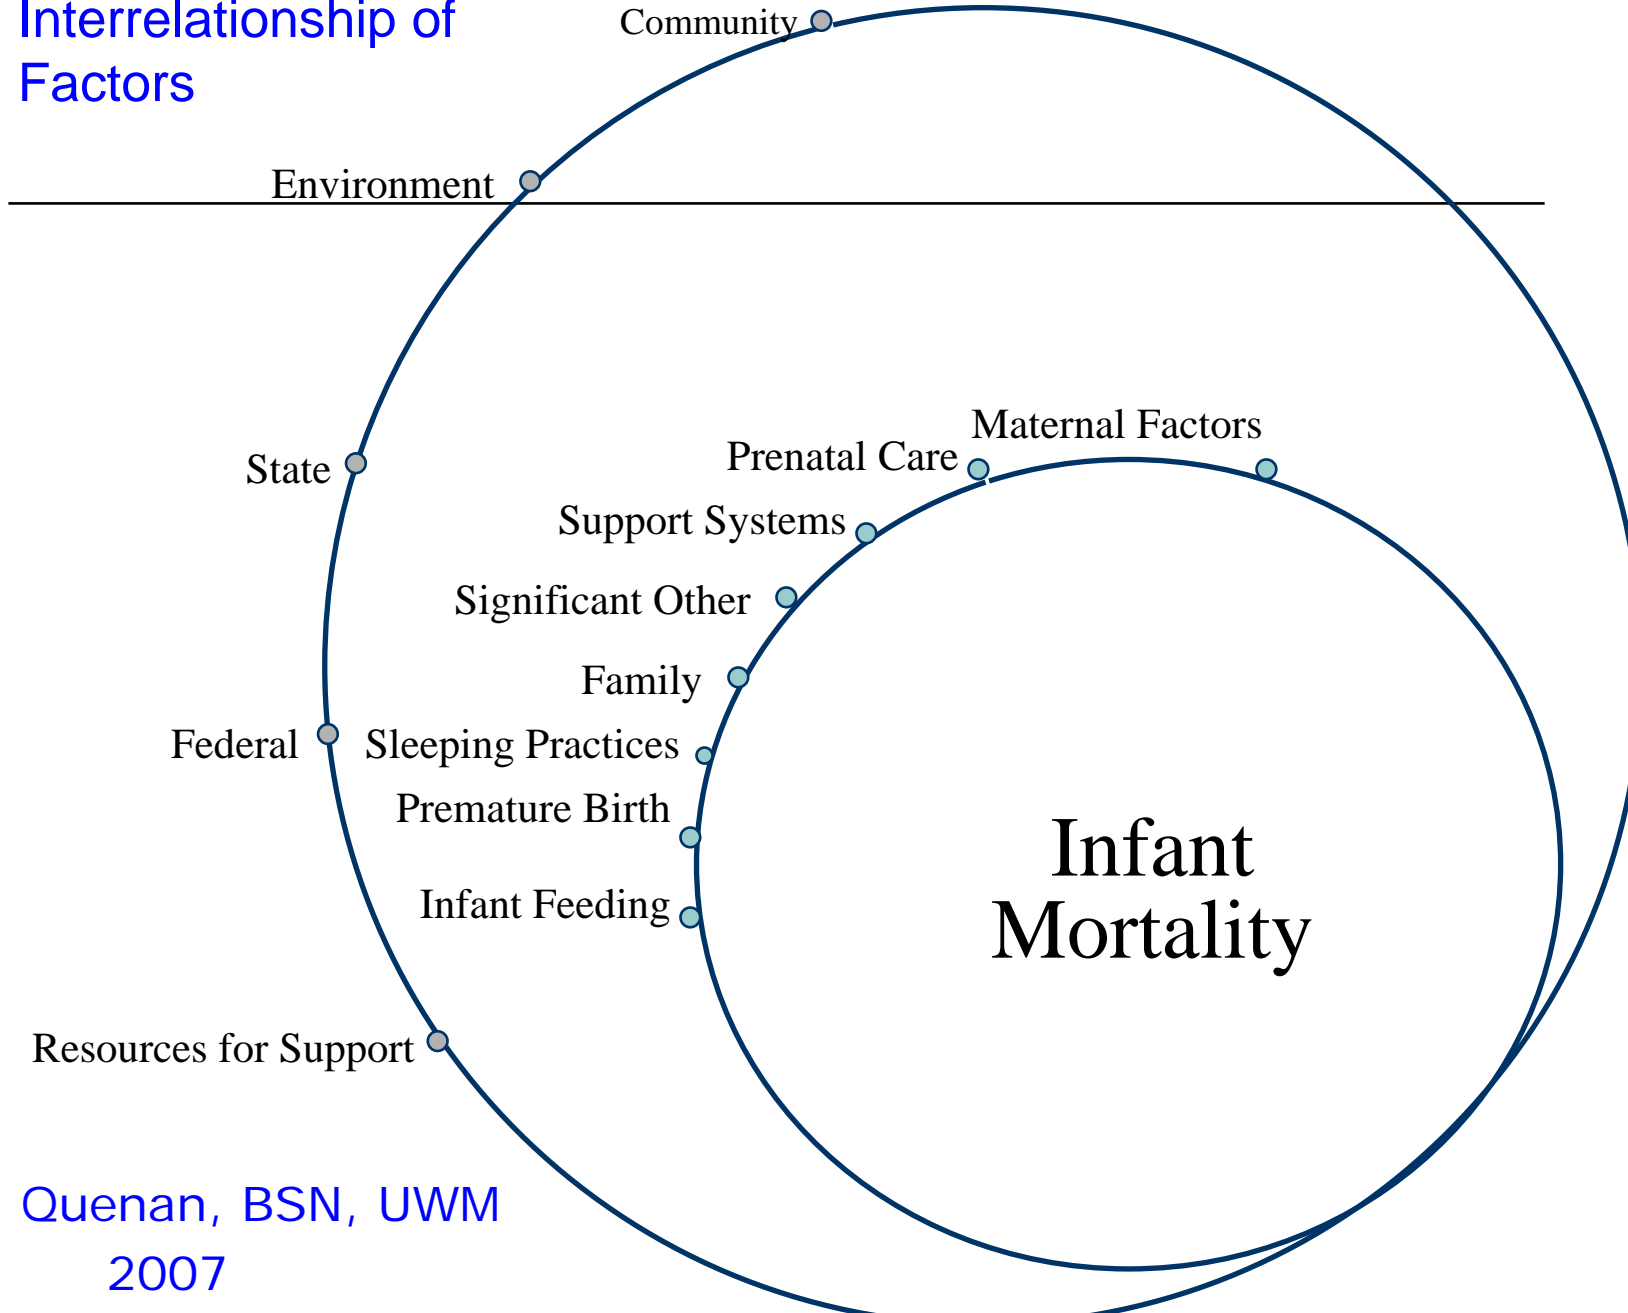 Interrelationship of
Factors
Community
Environment
Maternal Factors
Prenatal Care
State
Support Systems
Significant Other
Family
Federal
Sleeping Practices
Premature Birth
Infant
Mortality
Infant Feeding
Resources for Support
Quenan, BSN, UWM
2007